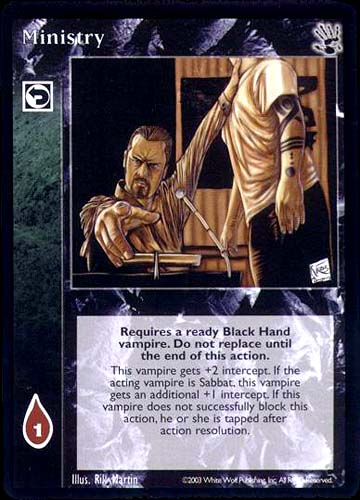 Ministry
Requires a ready Black Hand
vampire. Do not replace until
the end of this action.
This vampire gets +2 intercept. If the
acting vampire is Sabbat, this vampire
gets an additional +1 intercept. If this
vampire does not successfully block this
action, he or she is tapped after
action resolution.
1
Illus. Rik Martin
©2003 White Wolf Publishing, Inc. All Rights Reserved.